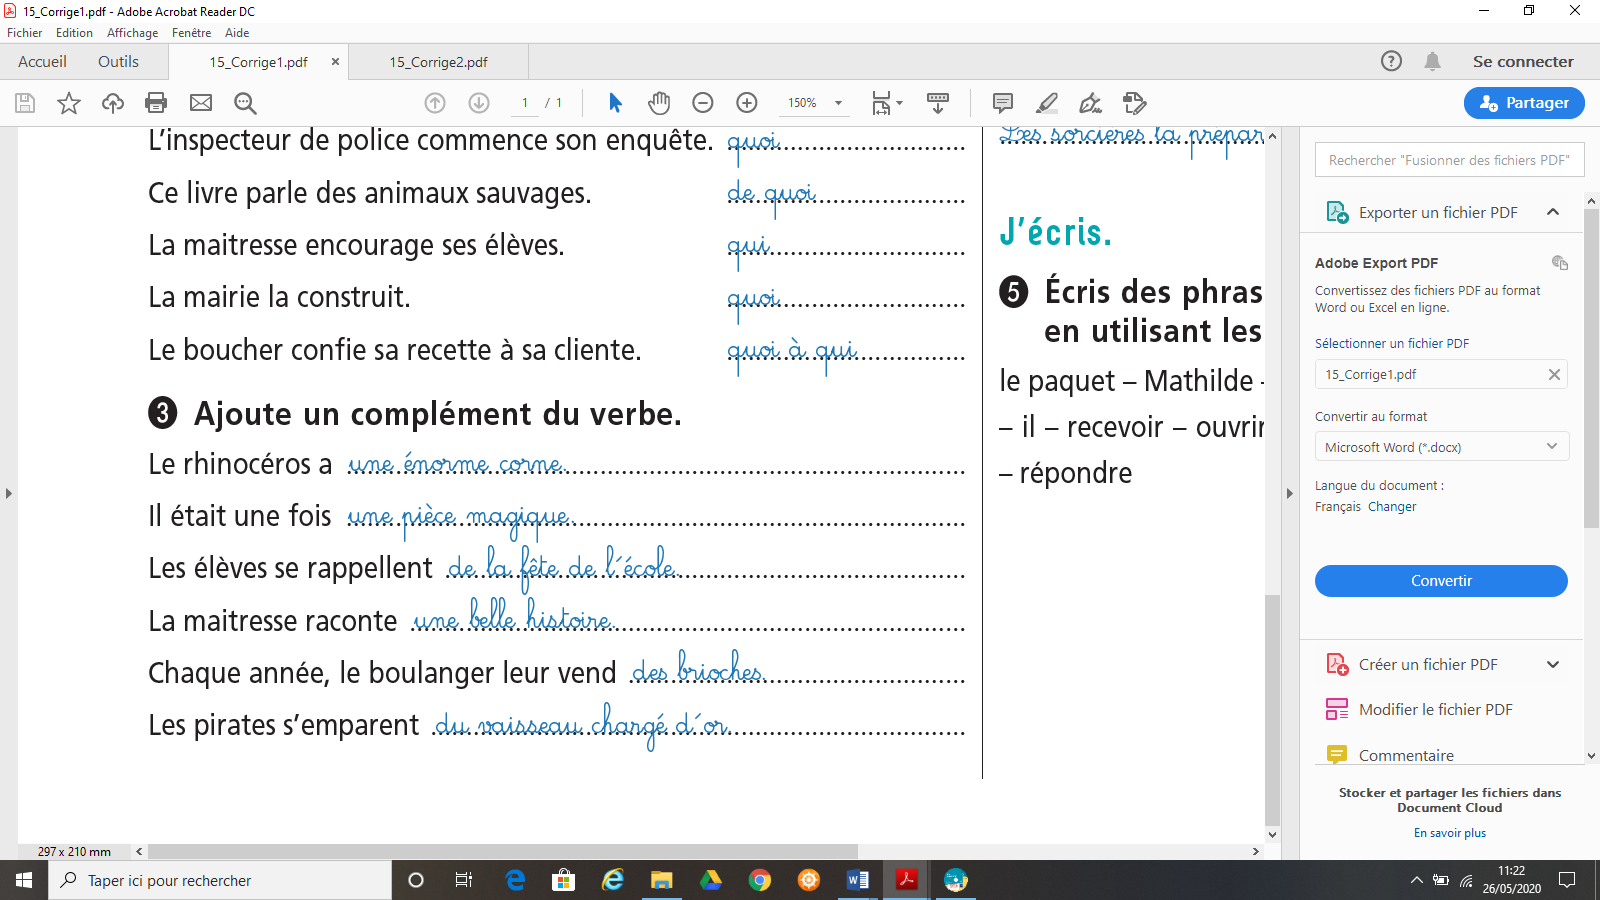 15_Corrige1.pdf - Adobe Acrobat Reader DC
Fichier Edition Affichage Fenêtre Aide
Accueil Outils 15_Corrige1.pdf × 15_Corrige2.pdf Se connecter
1 / 1 150% Partager
L'inspecteur de police commence son enquête. quoi
Ce livre parle des animaux sauvages. de quoi
La maitresse encourage ses élèves. qui
La mairie la construit. quoi
Le boucher confie sa recette à sa cliente. quoi à qui
3 Ajoute un complément du verbe.
Le rhinocéros a une énorme corne.
Il était une fois une pièce magique.
Les élèves se rappellent de la fête de l'école.
La maitresse raconte une belle histoire.
Chaque année, le boulanger leur vend des brioches.
Les pirates s'emparent du vaisseau chargé d'or.
297 x 210 mm
Les sorcières la prépar
J'écris.
5 Écris des phras
en utilisant les
le paquet – Mathilde –
– il – recevoir – ouvrir
– répondre
Rechercher "Fusionner des fichiers PDF"
Exporter un fichier PDF
Adobe Export PDF
Convertissez des fichiers PDF au format
Word ou Excel en ligne.
Sélectionner un fichier PDF
15_Corrige1.pdf
Convertir au format
Microsoft Word (*.docx)
Langue du document :
Français Changer
Convertir
Créer un fichier PDF
Modifier le fichier PDF
Commentaire
Stocker et partager les fichiers dans
Document Cloud
En savoir plus
Taper ici pour rechercher
11:22
26/05/2020